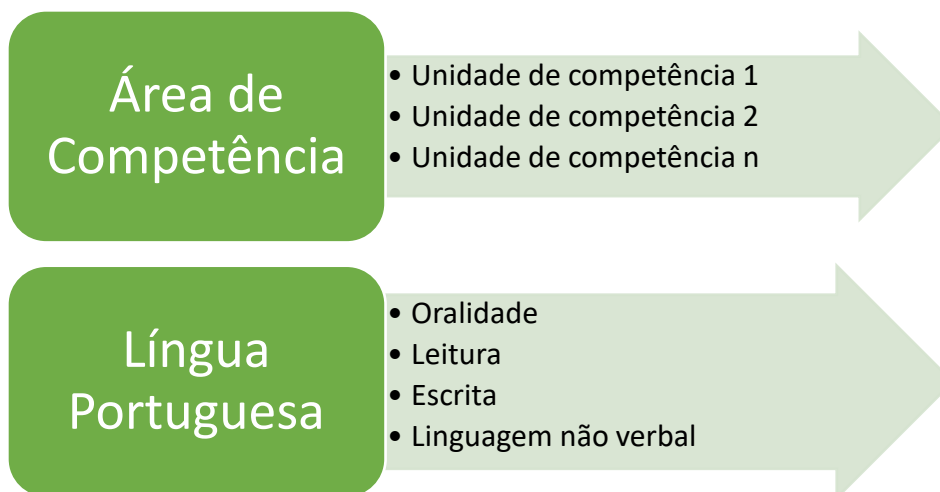 Área de
Competência
• Unidade de competência 1
• Unidade de competência 2
• Unidade de competência n
Língua
Portuguesa
• Oralidade
• Leitura
• Escrita
• Linguagem não verbal